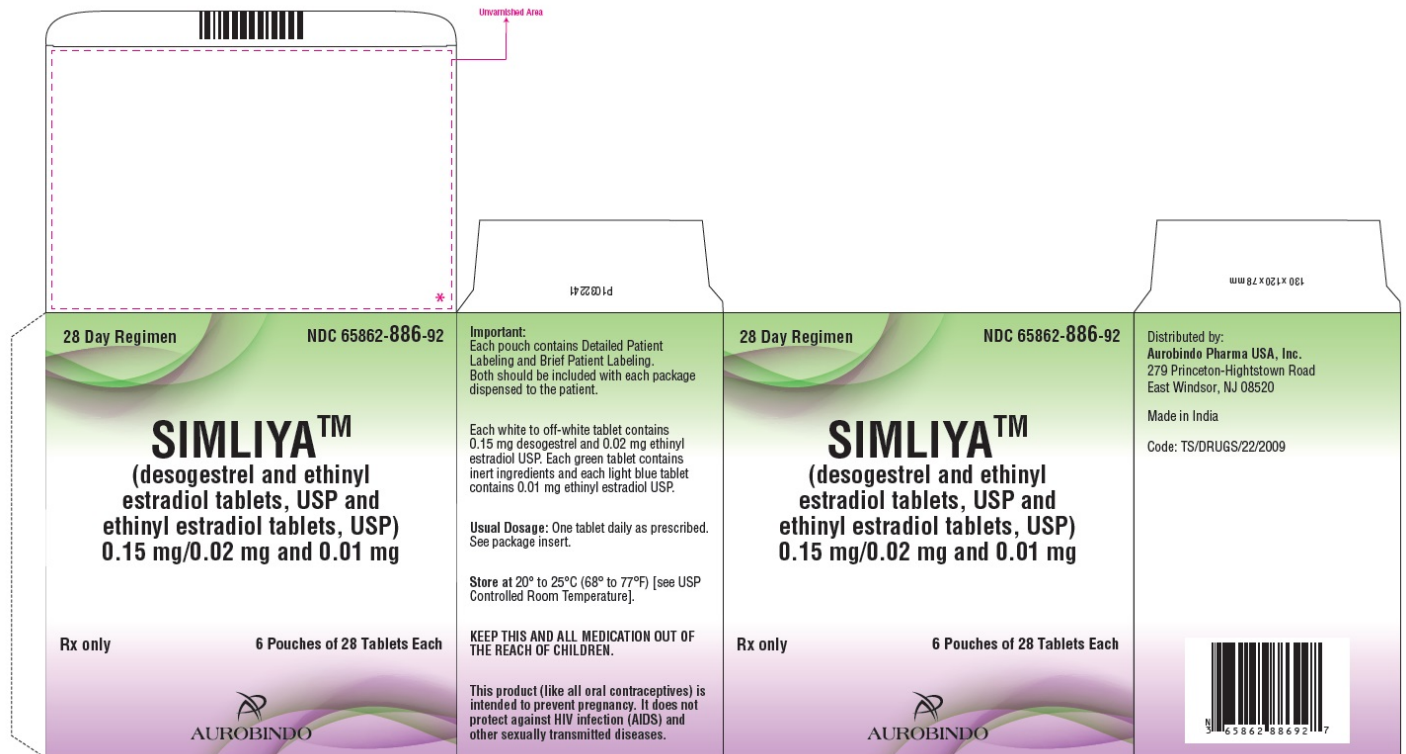 Unvarnished Area
*
P1032241
130 x 120 x 78 mm
28 Day Regimen
NDC 65862-886-92
SIMLIYA™
(desogestrel and ethinyl
estradiol tablets, USP and
ethinyl estradiol tablets, USP)
0.15 mg/0.02 mg and 0.01 mg
Rx only
6 Pouches of 28 Tablets Each
AUROBINDO
Important:
Each pouch contains Detailed Patient
Labeling and Brief Patient Labeling.
Both should be included with each package
dispensed to the patient.
Each white to off-white tablet contains
0.15 mg desogestrel and 0.02 mg ethinyl
estradiol USP. Each green tablet contains
inert ingredients and each light blue tablet
contains 0.01 mg ethinyl estradiol USP.
Usual Dosage: One tablet daily as prescribed.
See package insert.
Store at 20° to 25°C (68° to 77°F) [see USP
Controlled Room Temperature].
KEEP THIS AND ALL MEDICATION OUT OF
THE REACH OF CHILDREN.
This product (like all oral contraceptives) is
intended to prevent pregnancy. It does not
protect against HIV infection (AIDS) and
other sexually transmitted diseases.
28 Day Regimen
NDC 65862-886-92
SIMLIYA™
(desogestrel and ethinyl
estradiol tablets, USP and
ethinyl estradiol tablets, USP)
0.15 mg/0.02 mg and 0.01 mg
Rx only
6 Pouches of 28 Tablets Each
AUROBINDO
Distributed by:
Aurobindo Pharma USA, Inc.
279 Princeton-Hightstown Road
East Windsor, NJ 08520
Made in India
Code: TS/DRUGS/22/2009
N
3 65862 88692 7